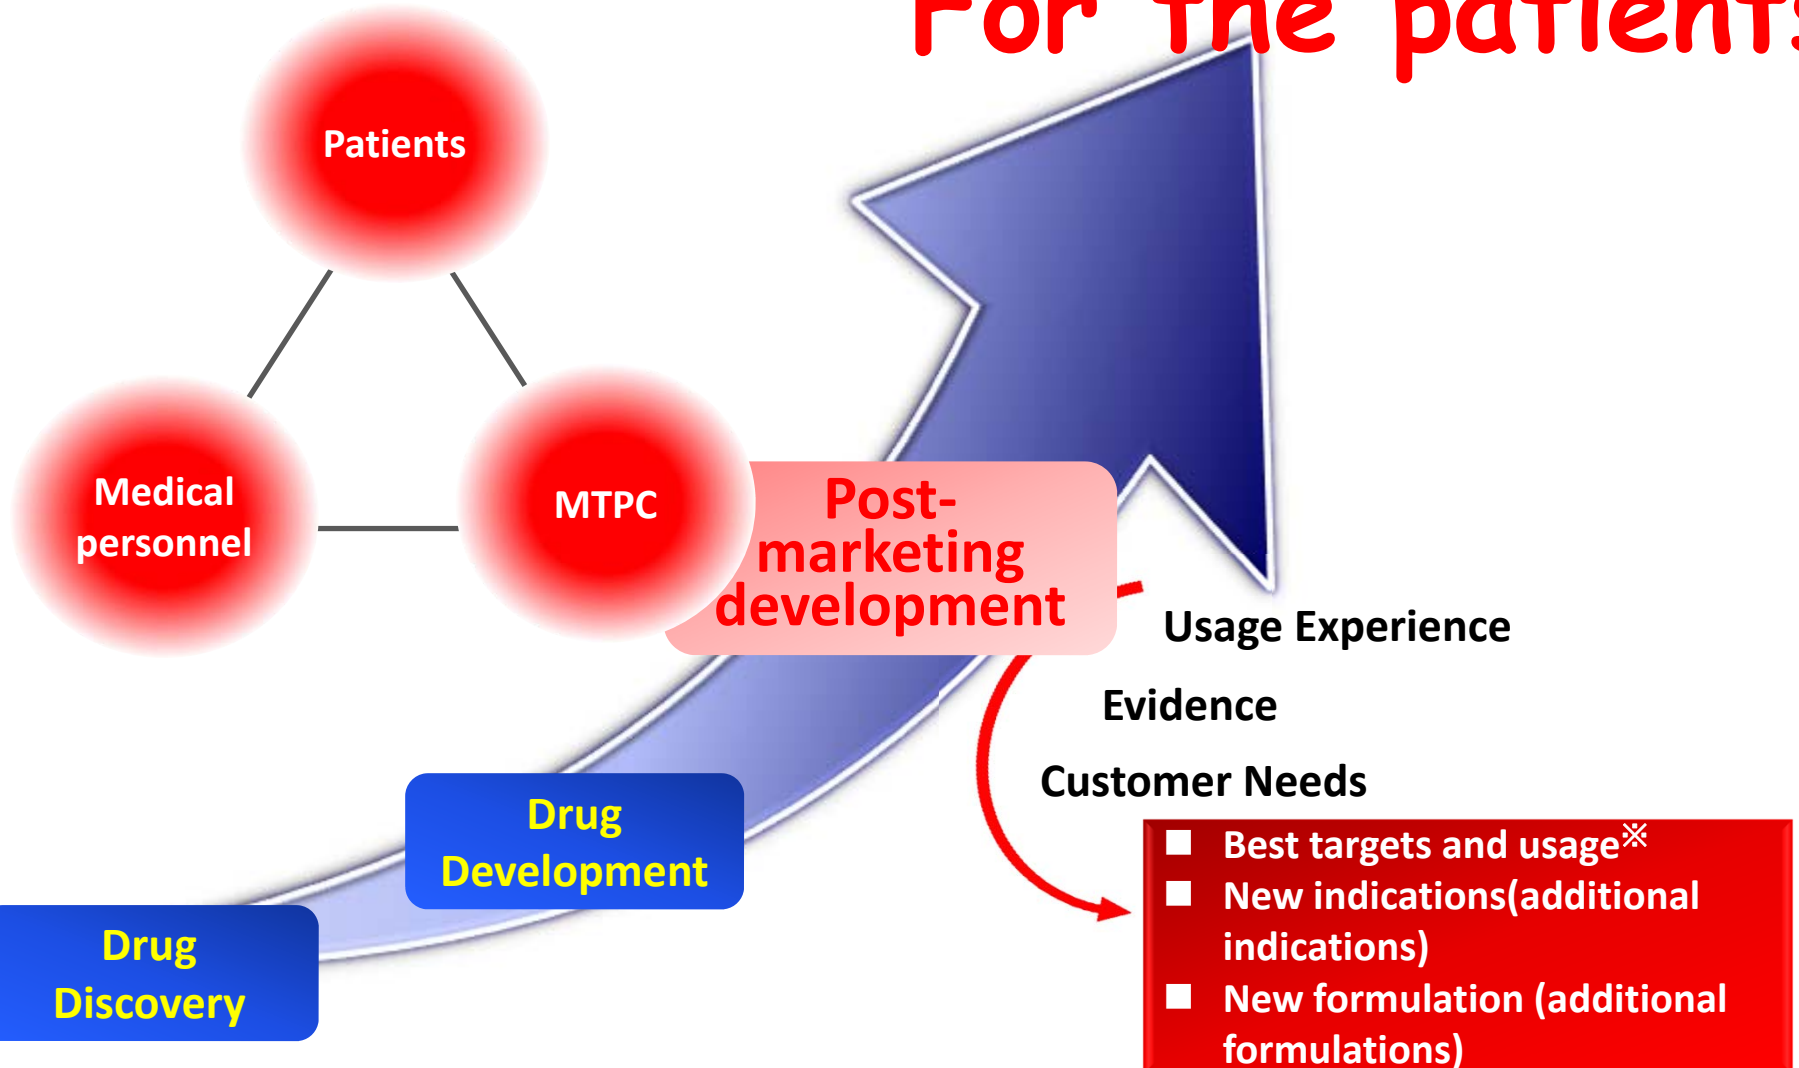 For the patients
Patients
Medical
personnel
MTPC
Post-
marketing
development
Usage Experience
Evidence
Customer Needs
Drug
Development
Drug
Discovery
■ Best targets and usage※
■ New indications(additional
indications)
■ New formulation (additional
formulations)